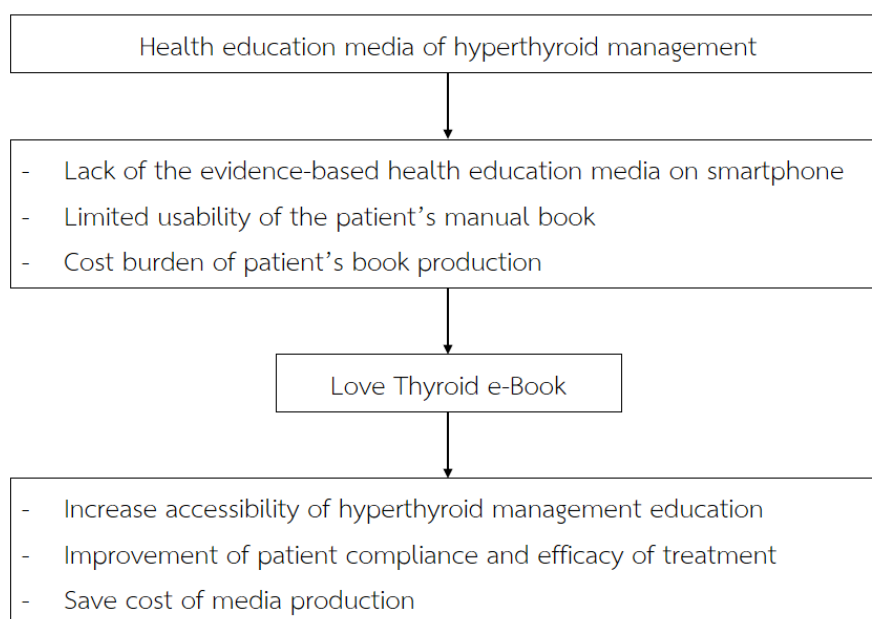 Health education media of hyperthyroid management
- Lack of the evidence-based health education media on smartphone
- Limited usability of the patient's manual book
- Cost burden of patient's book production
Love Thyroid e-Book
- Increase accessibility of hyperthyroid management education
- Improvement of patient compliance and efficacy of treatment
- Save cost of media production